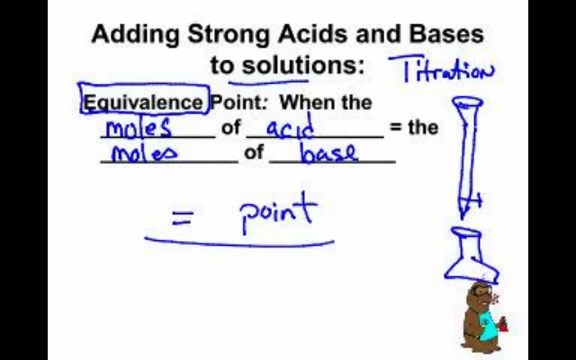 Adding Strong Acids and Bases
to solutions:
Titration
Equivalence Point: When the
moles of acid = the
moles of base
= point